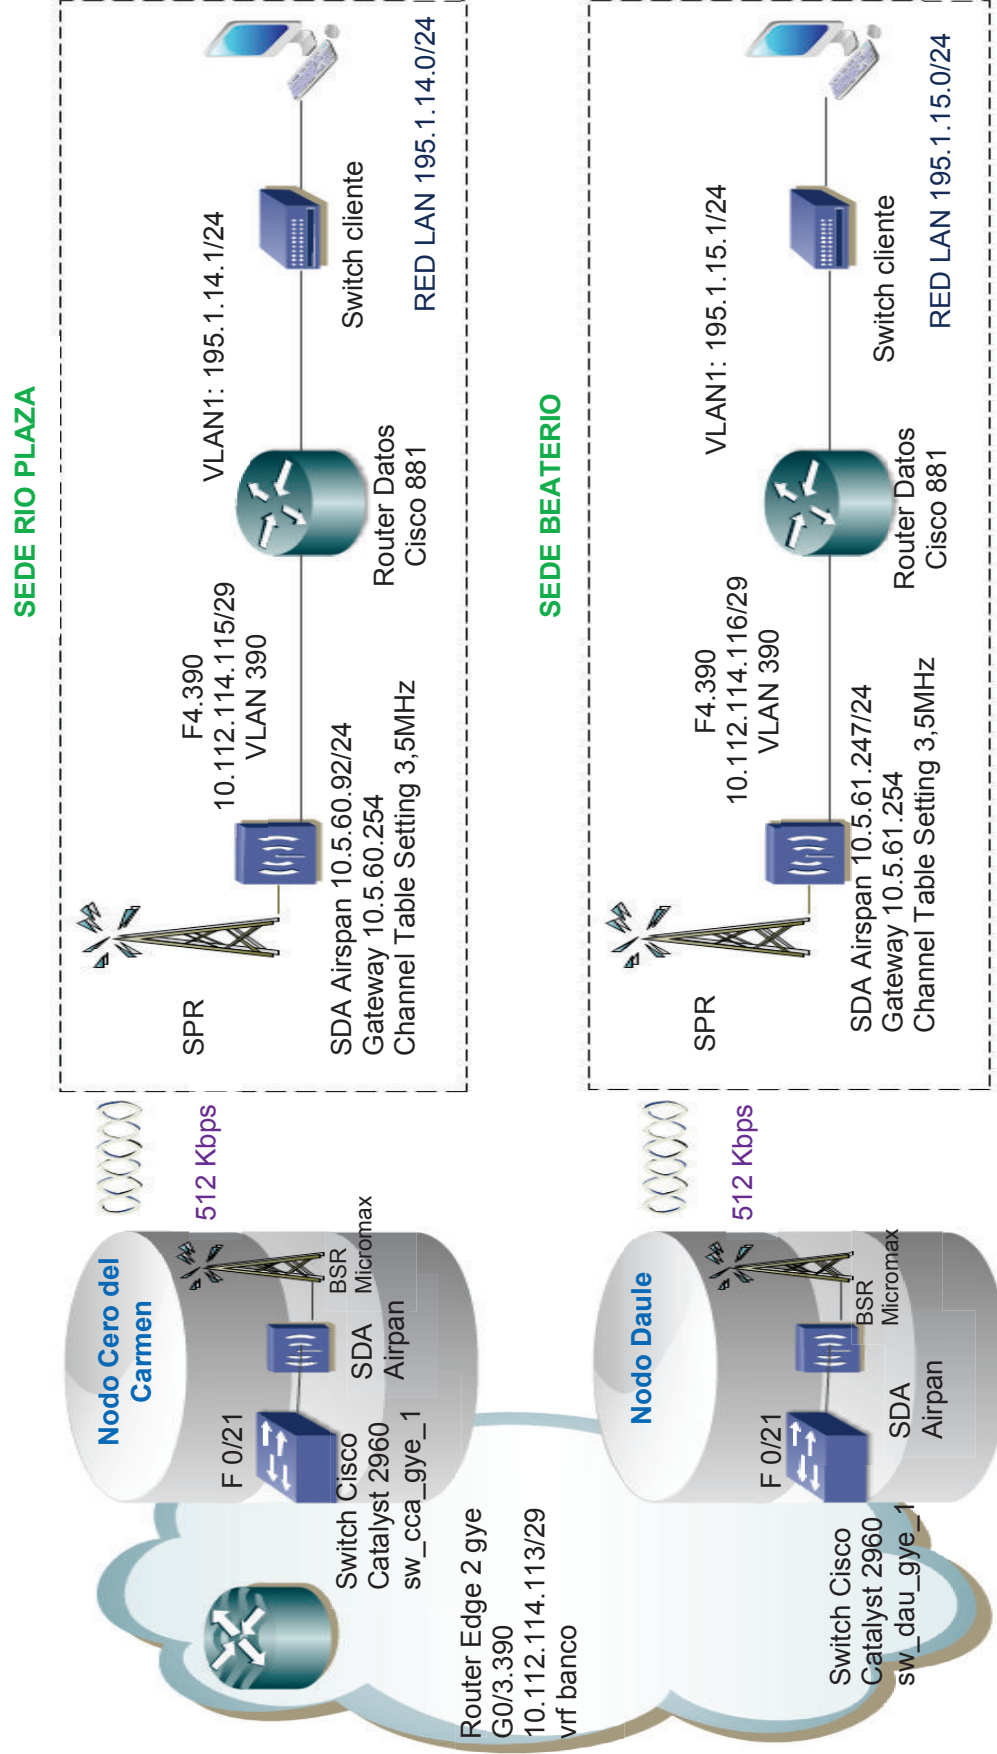 SEDE RIO PLAZA
Nodo Cero del
Carmen
F 0/21
Switch Cisco
Catalyst 2960
sw_cca_gye_1
SDA
Airpan
BSR
Micromax
512 Kbps
SPR
SDA Airspan 10.5.60.92/24
Gateway 10.5.60.254
Channel Table Setting 3,5MHz
F4.390
10.112.114.115/29
VLAN 390
Router Datos
Cisco 881
VLAN1: 195.1.14.1/24
Switch cliente
RED LAN 195.1.14.0/24
Router Edge 2 gye
G0/3.390
10.112.114.113/29
vrf banco
SEDE BEATERIO
Nodo Daule
F 0/21
Switch Cisco
Catalyst 2960
sw_dau_gye_1
SDA
Airpan
BSR
Micromax
512 Kbps
SPR
SDA Airspan 10.5.61.247/24
Gateway 10.5.61.254
Channel Table Setting 3,5MHz
F4.390
10.112.114.116/29
VLAN 390
Router Datos
Cisco 881
VLAN1: 195.1.15.1/24
Switch cliente
RED LAN 195.1.15.0/24